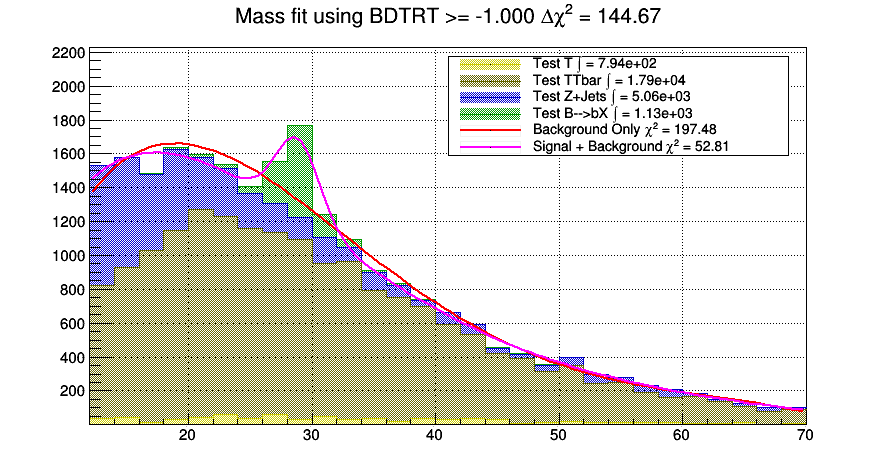 Mass fit using BDTRT >= -1.000 Δχ² = 144.67
Test T ∫ = 7.94e+02
Test TTbar ∫ = 1.79e+04
Test Z+Jets ∫ = 5.06e+03
Test B-->bX ∫ = 1.13e+03
Background Only χ² = 197.48
Signal + Background χ² = 52.81
2200
2000
1800
1600
1400
1200
1000
800
600
400
200
20 30 40 50 60 70